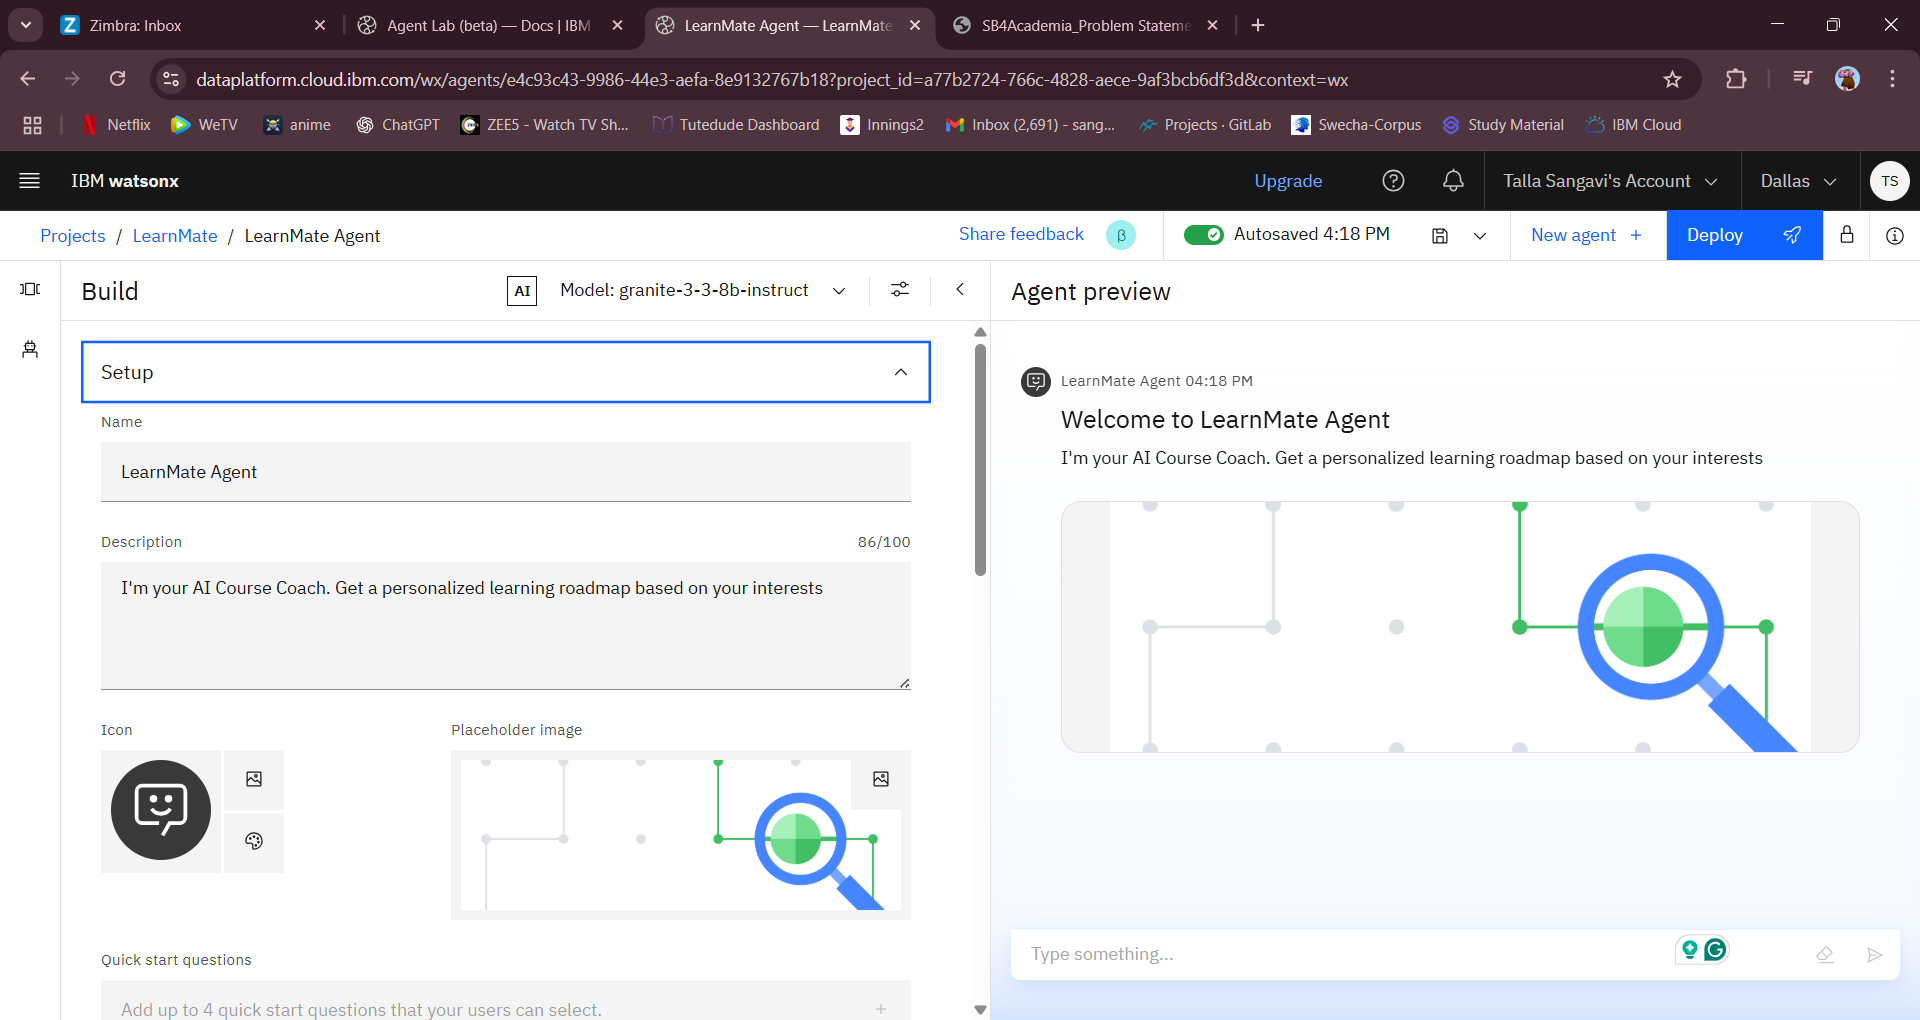 Zimbra: Inbox
Agent Lab (beta) — Docs | IBM
LearnMate Agent — LearnMate
SB4Academia_Problem Stateme
dataplatform.cloud.ibm.com/wx/agents/e4c93c43-9986-44e3-aefa-8e9132767b18?project_id=a77b2724-766c-4828-aece-9af3bcb6df3d&context=wx
Netflix
WeTV
anime
ChatGPT
ZEE5 - Watch TV Sh...
Tutedude Dashboard
Innings2
Inbox (2,691) - sang...
Projects · GitLab
Swecha-Corpus
Study Material
IBM Cloud
IBM watsonx
Upgrade
Talla Sangavi's Account
Dallas
TS
Projects / LearnMate / LearnMate Agent
Share feedback
β
Autosaved 4:18 PM
New agent +
Deploy
Build
AI
Model: granite-3-3-8b-instruct
Agent preview
Setup
Name
LearnMate Agent
Description
86/100
I'm your AI Course Coach. Get a personalized learning roadmap based on your interests
Icon
Placeholder image
Quick start questions
Add up to 4 quick start questions that your users can select.
LearnMate Agent 04:18 PM
Welcome to LearnMate Agent
I'm your AI Course Coach. Get a personalized learning roadmap based on your interests
Type something...